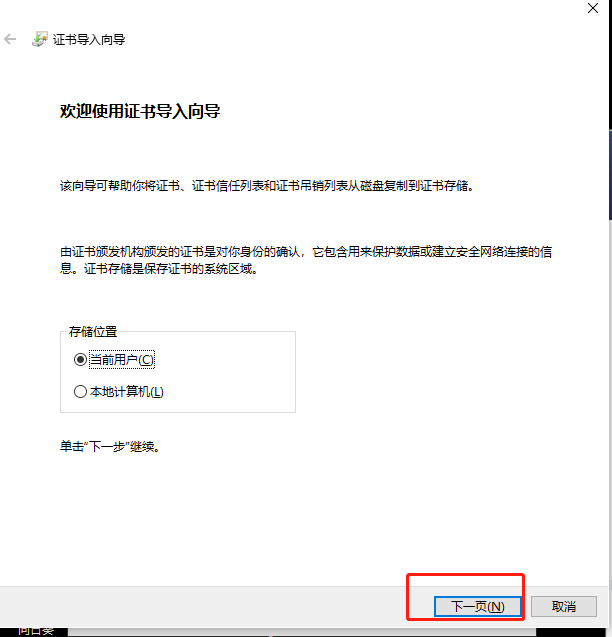 证书导入向导
欢迎使用证书导入向导
该向导可帮助你将证书、证书信任列表和证书吊销列表从磁盘复制到证书存储。
由证书颁发机构颁发的证书是对你身份的确认，它包含用来保护数据或建立安全网络连接的信
息。证书存储是保存证书的系统区域。
存储位置
当前用户(C)
本地计算机(L)
单击“下一步”继续。
下一页(N)
取消
向日葵